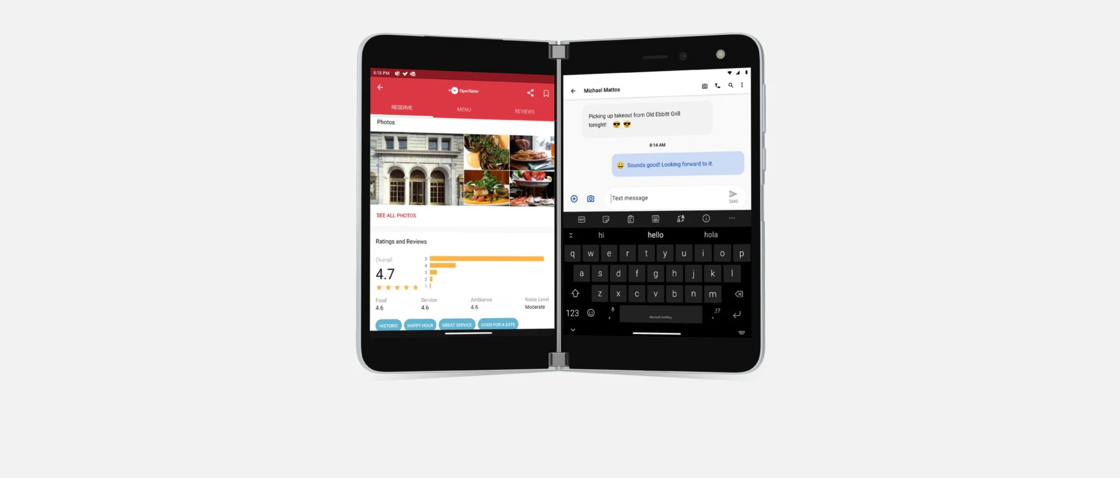 6:15 PM
OpenTable
RESERVE
MENU
REVIEWS
Photos
SEE ALL PHOTOS
Ratings and Reviews
Overall
4.7
5
4
3
2
1
Food
4.6
Service
4.6
Ambiance
4.6
Noise Level
Moderate
HISTORIC
HAPPY HOUR
GREAT SERVICE
GOOD FOR A DATE
Michael Mattos
Picking up takeout from Old Ebbitt Grill
tonight! 😎 😎
6:14 AM
😀 Sounds good! Looking forward to it.
Text message
SMS
GIF
hi hello hola
q w e r t y u i o p
a s d f g h j k l
z x c v b n m
123 , Microsoft SwiftKey .,!?